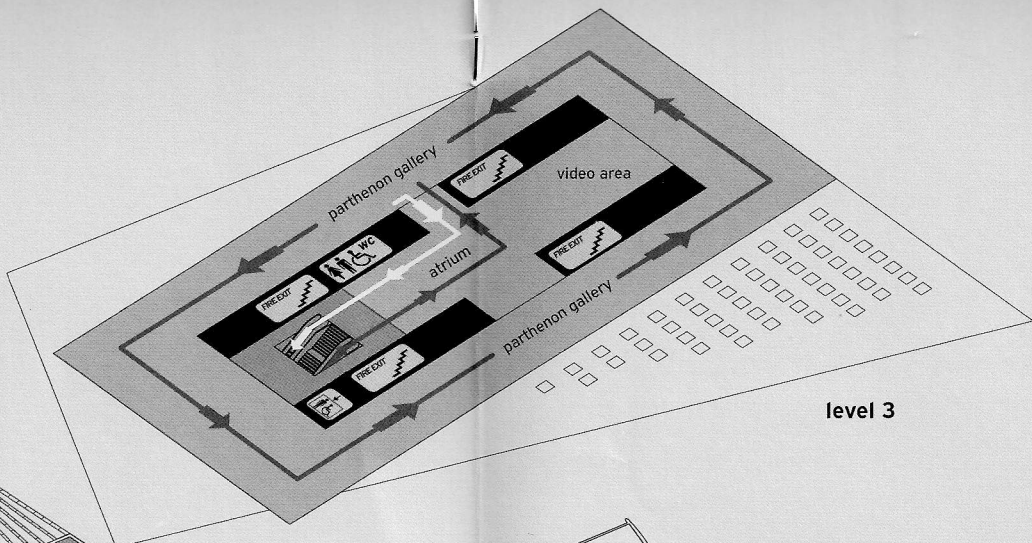 parthenon gallery
FIRE EXIT
video area
WC
FIRE EXIT
atrium
FIRE EXIT
parthenon gallery
FIRE EXIT
level 3